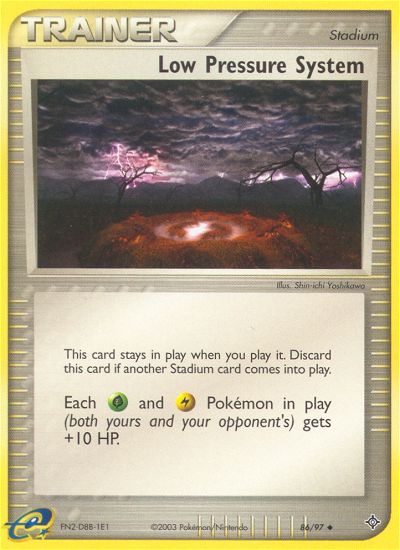 TRAINER
Stadium
Low Pressure System
Illus. Shin-ichi Yoshikawa
This card stays in play when you play it. Discard
this card if another Stadium card comes into play.
Each and Pokémon in play
(both yours and your opponent's) gets
+10 HP.
e
FN2-D8B-1E1 ©2003 Pokémon/Nintendo 86/97